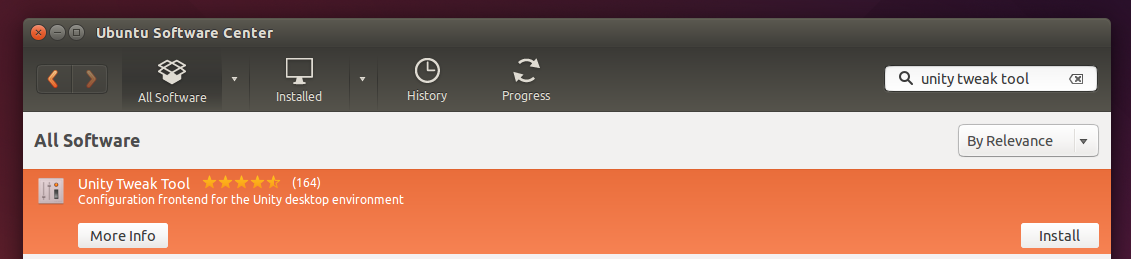 Ubuntu Software Center
All Software
Installed
History
Progress
unity tweak tool
All Software
By Relevance
Unity Tweak Tool (164)
Configuration frontend for the Unity desktop environment
More Info
Install